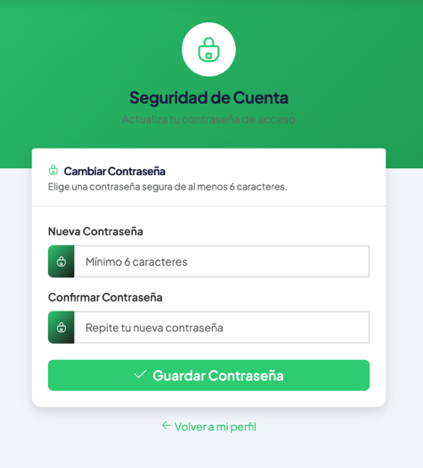 Seguridad de Cuenta
Actualiza tu contraseña de acceso
Cambiar Contraseña
Elige una contraseña segura de al menos 6 caracteres.
Nueva Contraseña
Mínimo 6 caracteres
Confirmar Contraseña
Repite tu nueva contraseña
Guardar Contraseña
Volver a mi perfil